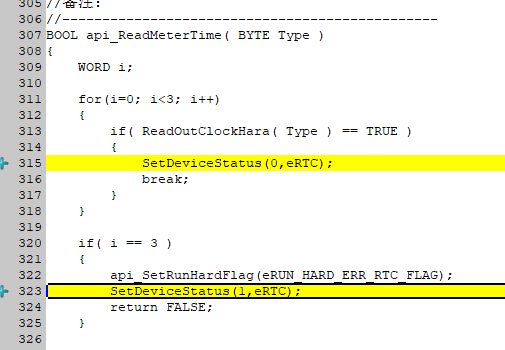 305 //备注:
306 //-----------------------------------------------
307 BOOL api_ReadMeterTime( BYTE Type )
308 {
309     WORD i;
310
311     for(i=0; i<3; i++)
312     {
313         if( ReadOutClockHara( Type ) == TRUE )
314         {
315             SetDeviceStatus(0,eRTC);
316             break;
317         }
318     }
319
320     if( i == 3 )
321     {
322         api_SetRunHardFlag(eRUN_HARD_ERR_RTC_FLAG);
323         SetDeviceStatus(1,eRTC);
324         return FALSE;
325     }
326